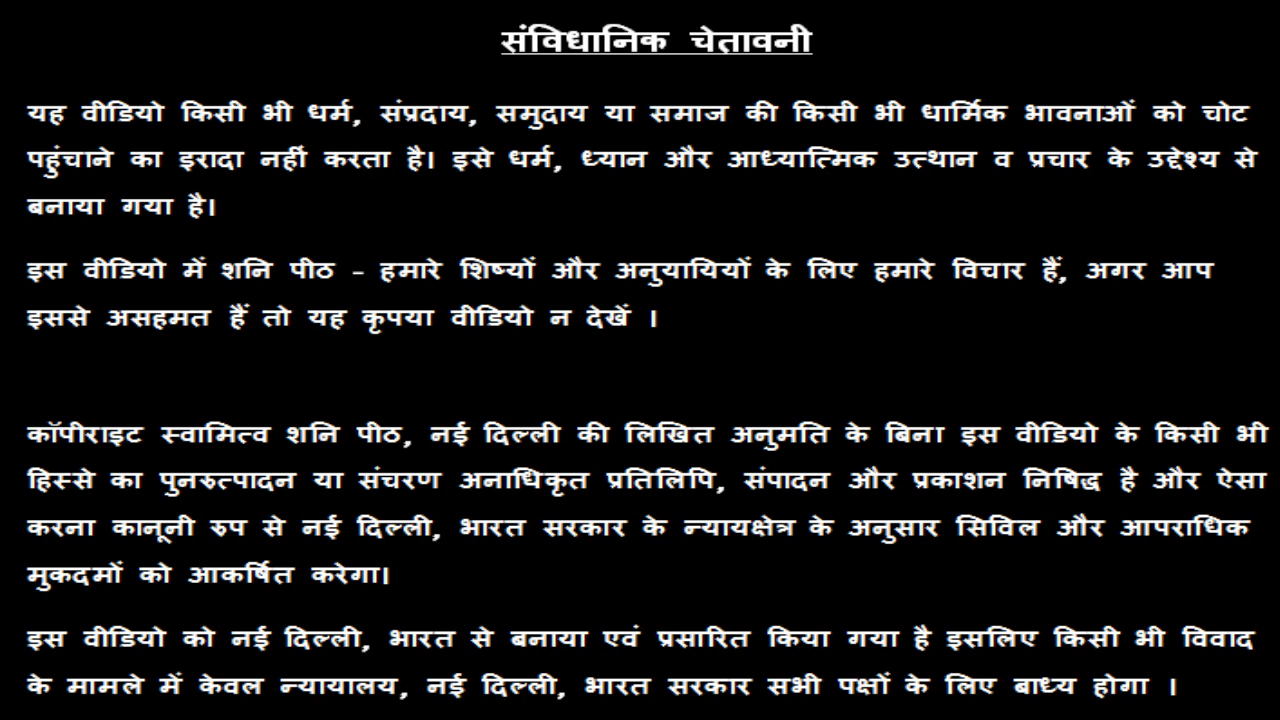 संविधानिक चेतावनी
यह वीडियो किसी भी धर्म, संप्रदाय, समुदाय या समाज की किसी भी धार्मिक भावनाओं को चोट
पहुंचाने का इरादा नहीं करता है। इसे धर्म, ध्यान और आध्यात्मिक उत्थान व प्रचार के उद्देश्य से
बनाया गया है।
इस वीडियो में शनि पीठ - हमारे शिष्यों और अनुयायियों के लिए हमारे विचार हैं, अगर आप
इससे असहमत हैं तो यह कृपया वीडियो न देखें ।
कॉपीराइट स्वामित्व शनि पीठ, नई दिल्ली की लिखित अनुमति के बिना इस वीडियो के किसी भी
हिस्से का पुनरुत्पादन या संचरण अनाधिकृत प्रतिलिपि, संपादन और प्रकाशन निषिद्ध है और ऐसा
करना कानूनी रुप से नई दिल्ली, भारत सरकार के न्यायक्षेत्र के अनुसार सिविल और आपराधिक
मुकदमों को आकर्षित करेगा।
इस वीडियो को नई दिल्ली, भारत से बनाया एवं प्रसारित किया गया है इसलिए किसी भी विवाद
के मामले में केवल न्यायालय, नई दिल्ली, भारत सरकार सभी पक्षों के लिए बाध्य होगा ।